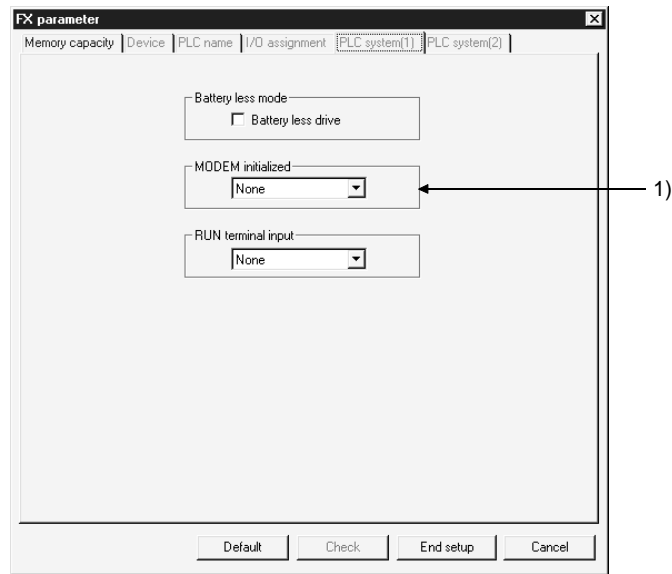 FX parameter
Memory capacity Device PLC name I/O assignment PLC system(1) PLC system(2)
Battery less mode
Battery less drive
MODEM initialized
None
1)
RUN terminal input
None
Default Check End setup Cancel